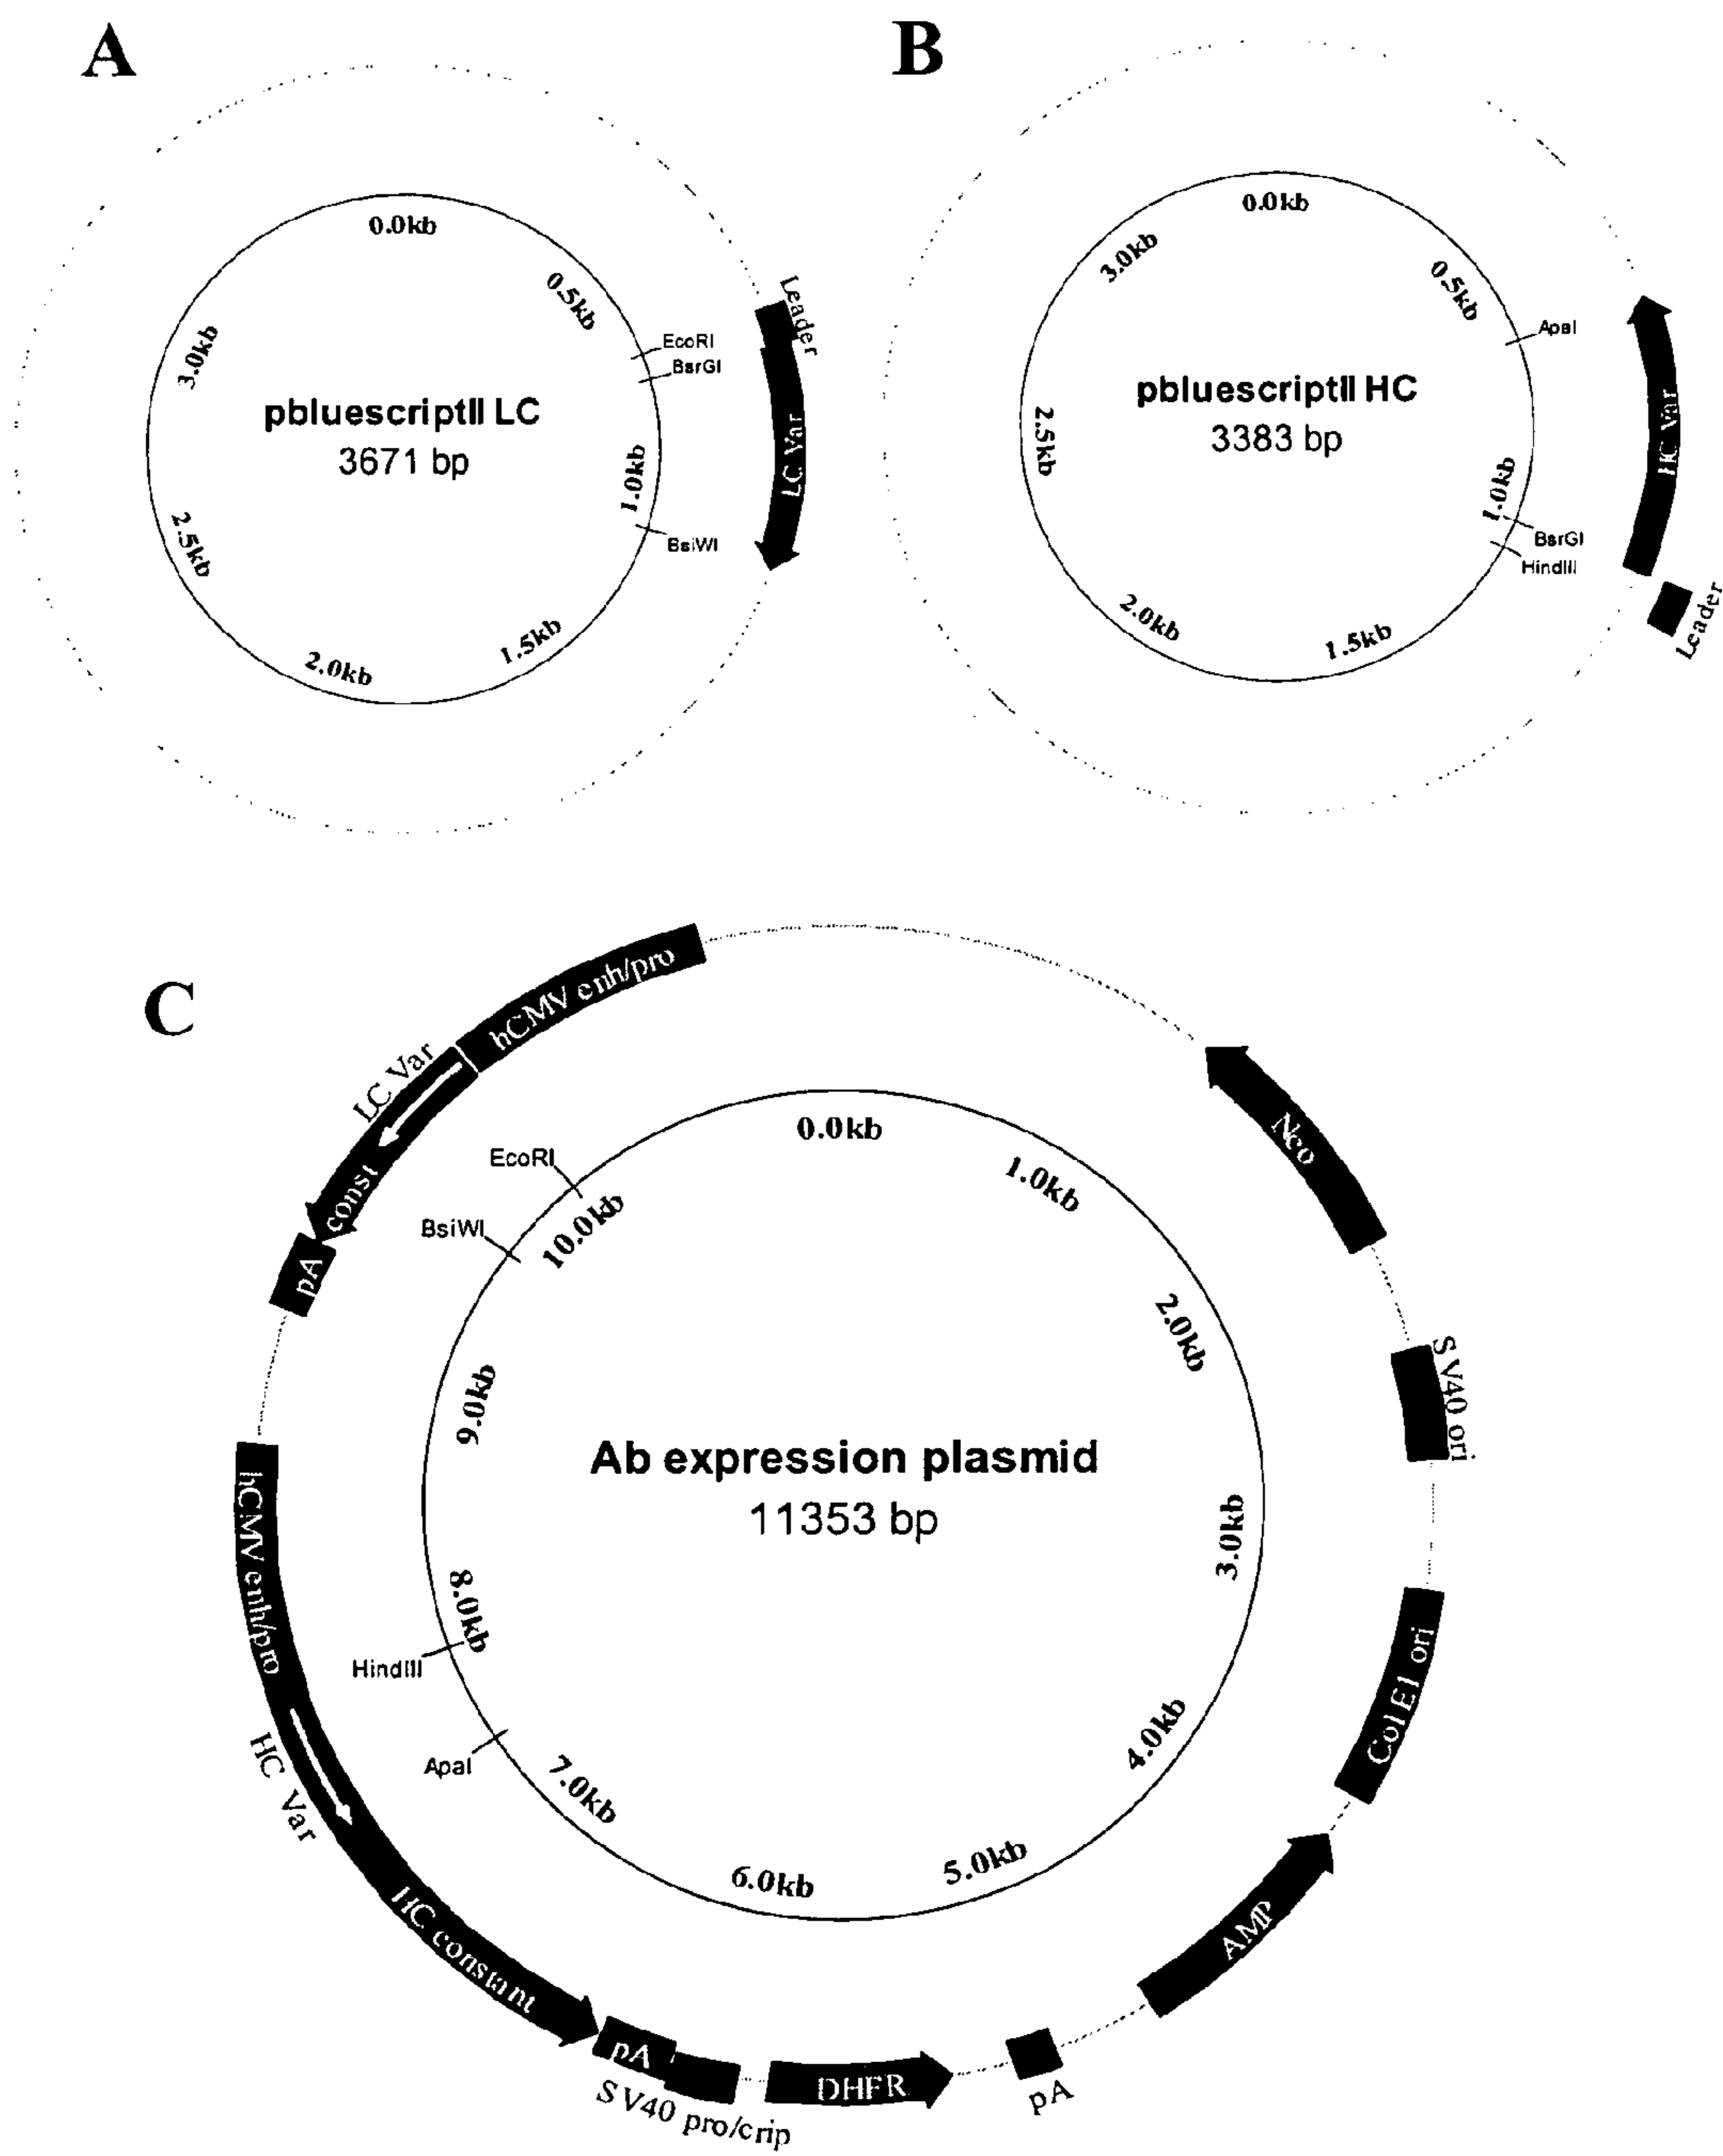 A
0.0kb
0.5kb
EcoRI
BsrGI
1.0kb
BsiWI
1.5kb
2.0kb
2.5kb
3.0kb
pbluescriptII LC
3671 bp
Leader
LC Var
B
0.0kb
0.5kb
ApaI
1.0kb
BsrGI
HindIII
1.5kb
2.0kb
2.5kb
3.0kb
pbluescriptII HC
3383 bp
HC Var
Leader
C
hCMV enh/pro
LC Var
const
pA
hCMV enh/pro
HC Var
HC constant
pA
SV40 pro/crip
DHFR
pA
AMP
Col E1 ori
SV40 ori
Neo
0.0kb
1.0kb
2.0kb
3.0kb
4.0kb
5.0kb
6.0kb
7.0kb
ApaI
HindIII
8.0kb
9.0kb
BsiWI
EcoRI
10.0kb
Ab expression plasmid
11353 bp